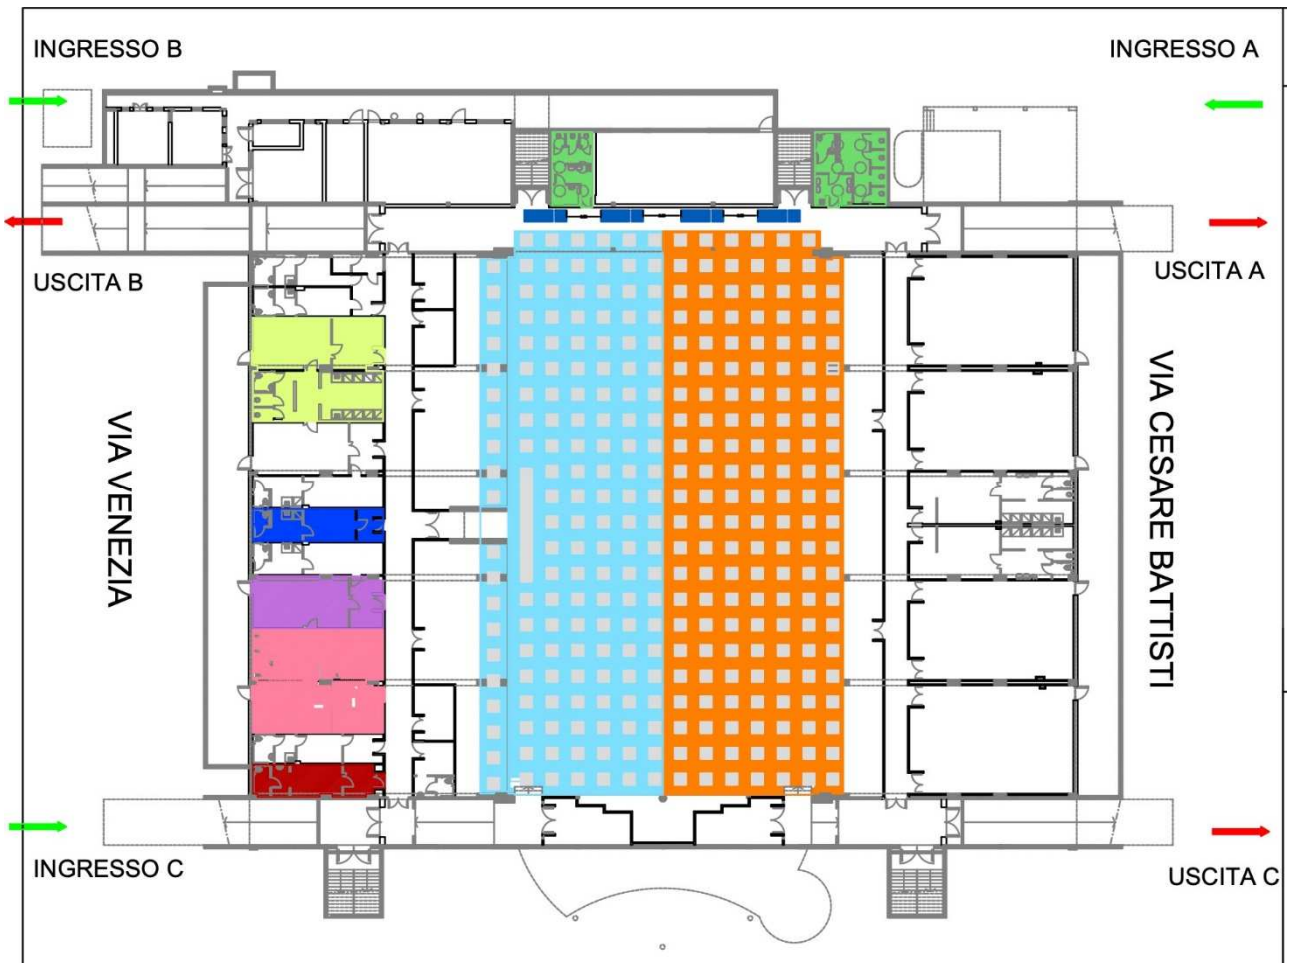 INGRESSO B
INGRESSO A
USCITA B
USCITA A
VIA VENEZIA
VIA CESARE BATTISTI
INGRESSO C
USCITA C